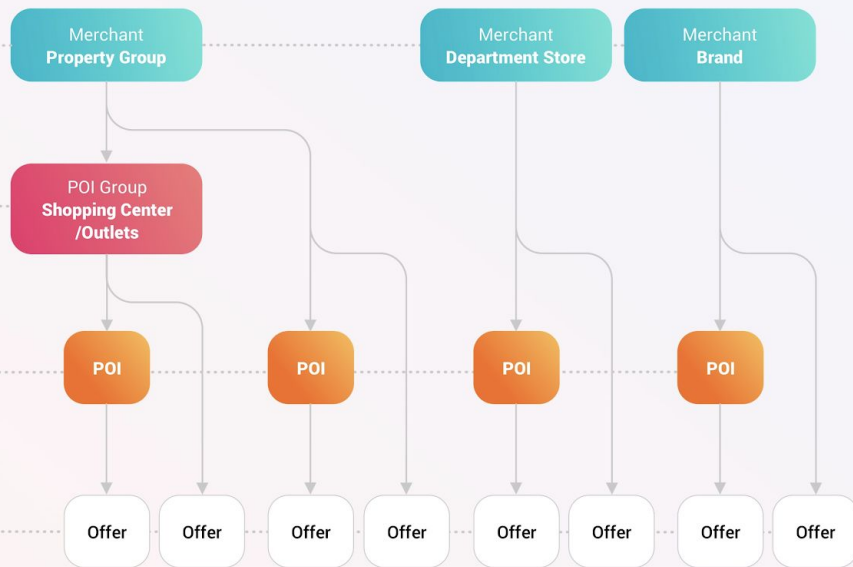 Merchant
Property Group
Merchant
Department Store
Merchant
Brand
POI Group
Shopping Center
/Outlets
POI
POI
POI
POI
Offer
Offer
Offer
Offer
Offer
Offer
Offer
Offer